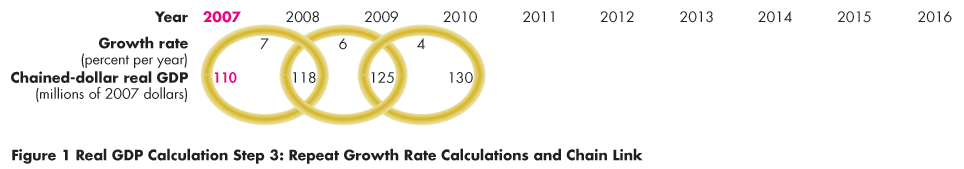 Year 2007 2008 2009 2010 2011 2012 2013 2014 2015 2016
Growth rate 7 6 4
(percent per year)
Chained-dollar real GDP 110 118 125 130
(millions of 2007 dollars)
Figure 1 Real GDP Calculation Step 3: Repeat Growth Rate Calculations and Chain Link